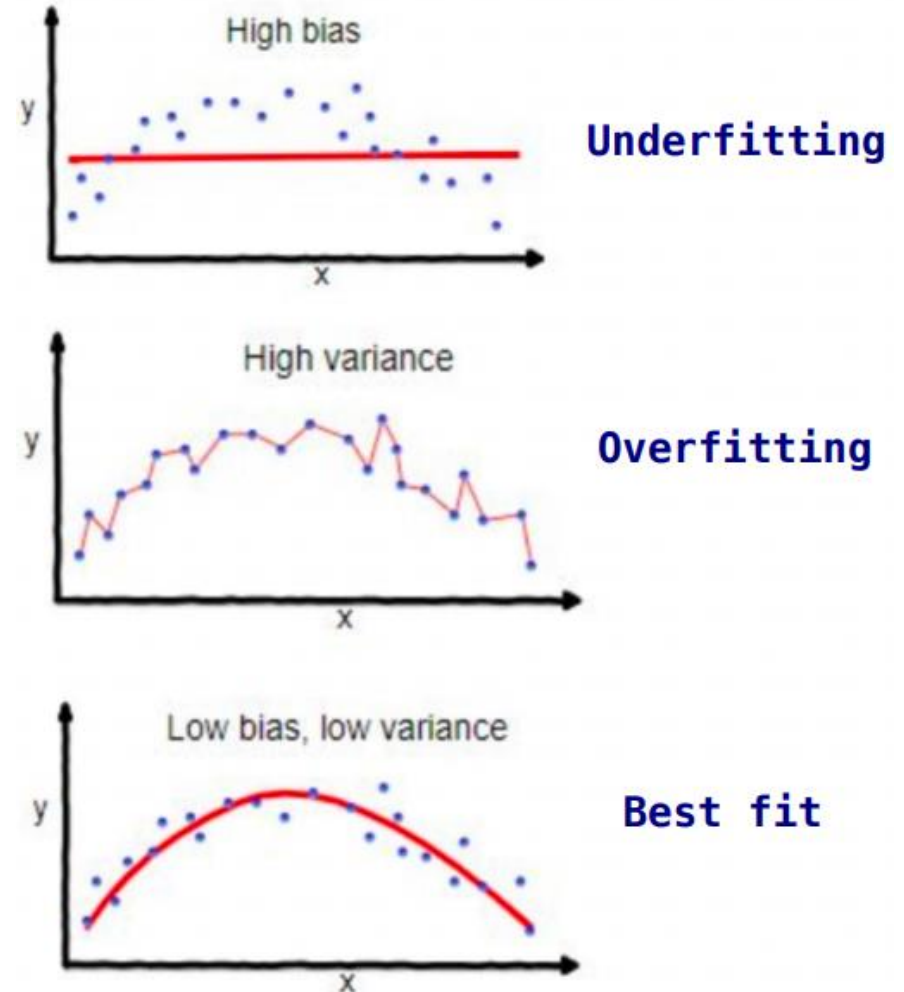 High bias
y
Underfitting
x
High variance
y
Overfitting
x
Low bias, low variance
y
Best fit
x